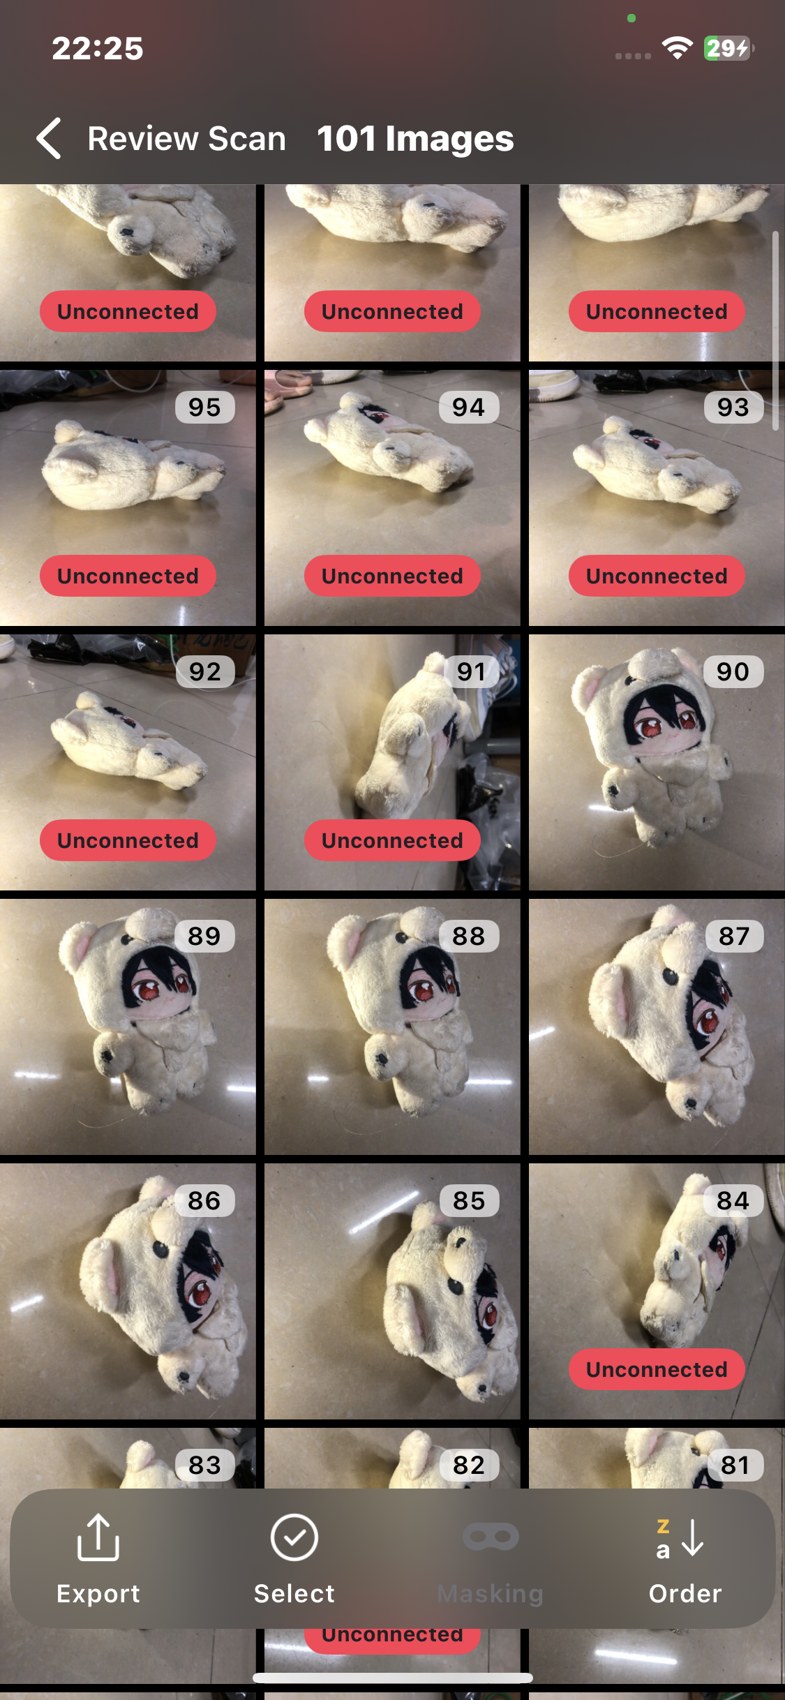 22:25
29
Review Scan 101 Images
Unconnected Unconnected Unconnected
95 94 93
Unconnected Unconnected Unconnected
92 91 90
Unconnected Unconnected
89 88 87
86 85 84
Unconnected
83 82 81
z
a
Export Select Masking Order
Unconnected